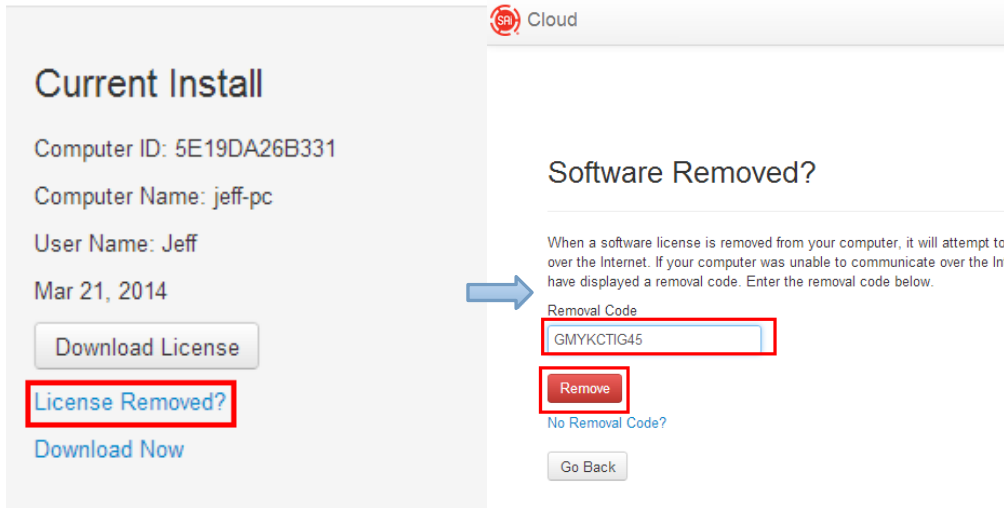 Current Install
Computer ID: 5E19DA26B331
Computer Name: jeff-pc
User Name: Jeff
Mar 21, 2014
Download License
License Removed?
Download Now
SAi Cloud
Software Removed?
When a software license is removed from your computer, it will attempt to
over the Internet. If your computer was unable to communicate over the In
have displayed a removal code. Enter the removal code below.
Removal Code
GMYKCTIG45
Remove
No Removal Code?
Go Back